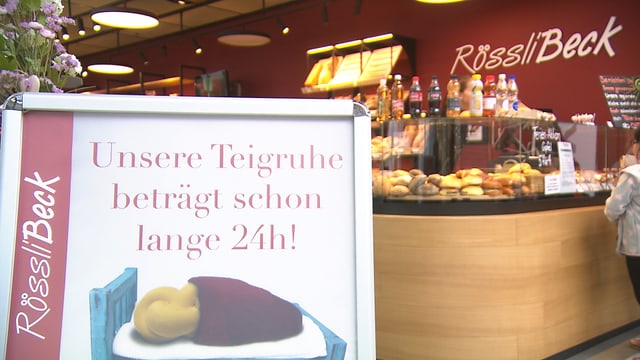 RössliBeck
Unsere Teigruhe
beträgt schon
lange 24h!
RössliBeck